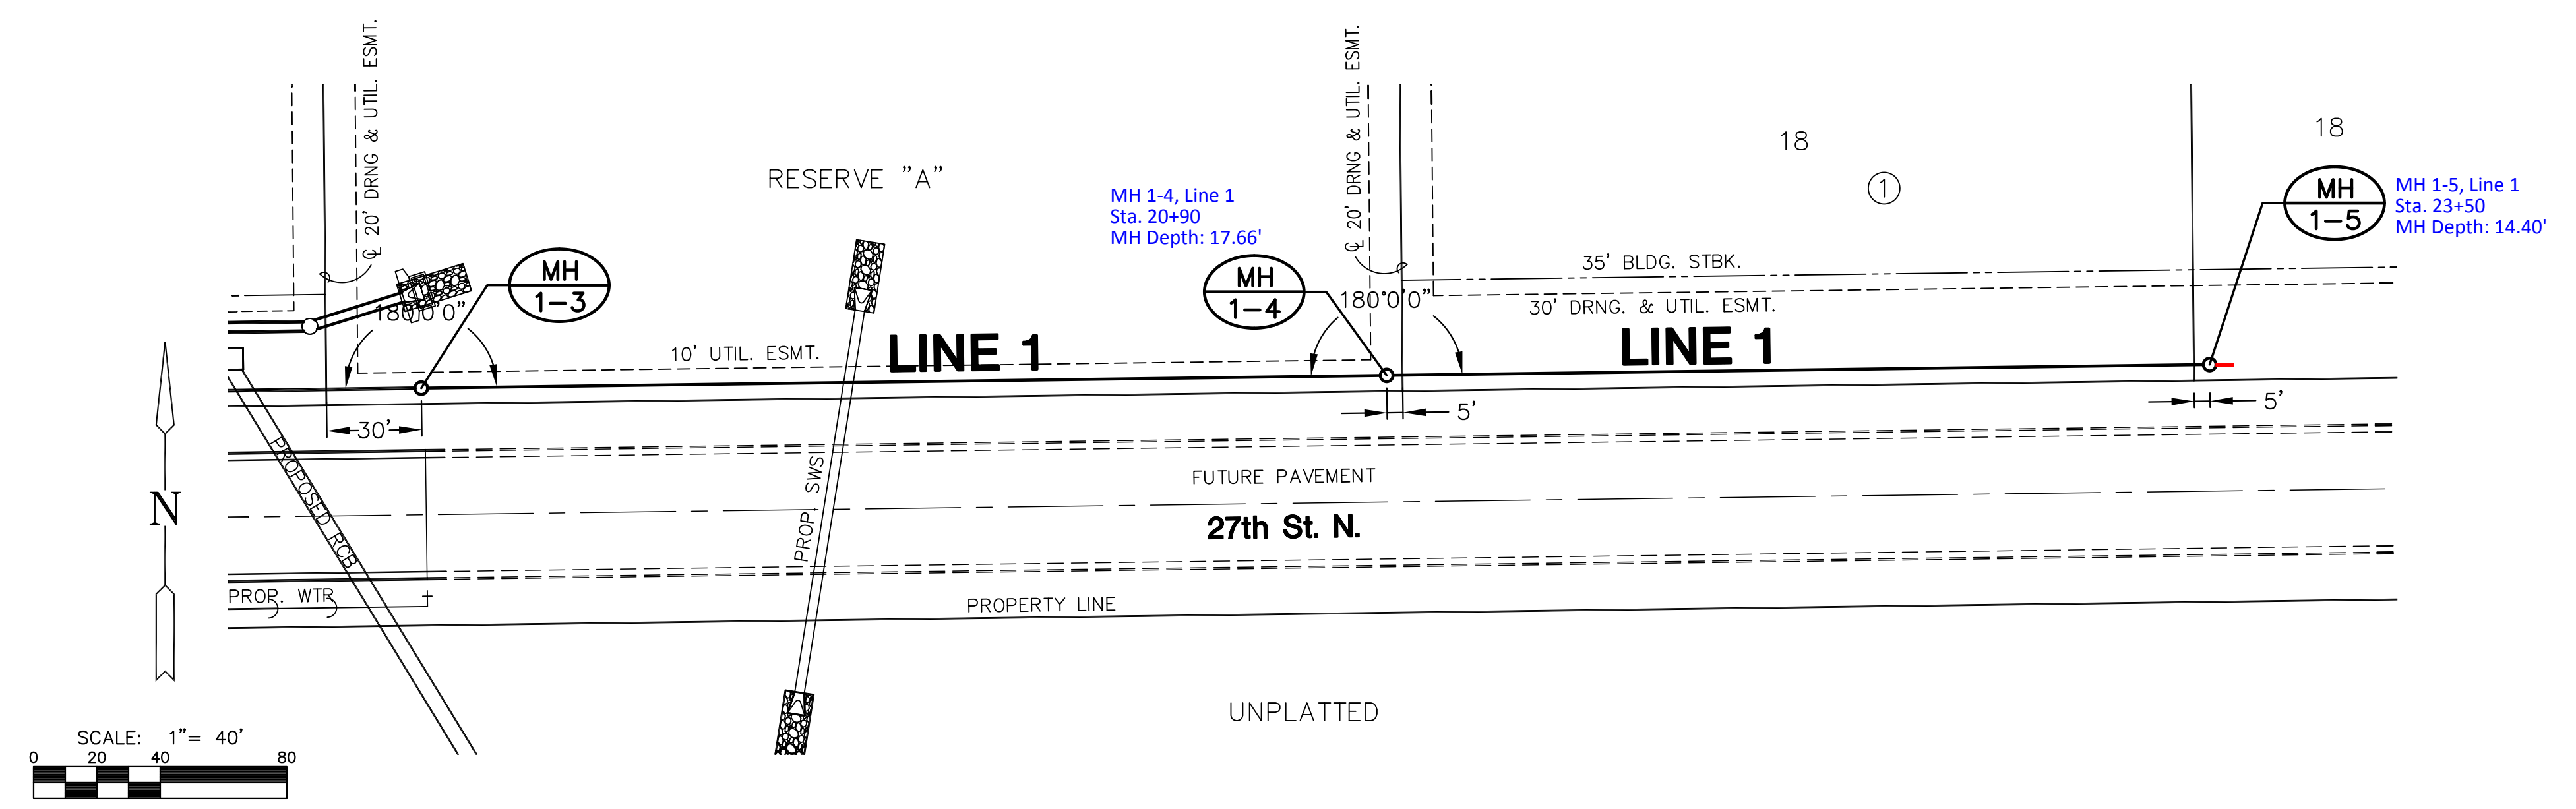 ℄ 20' DRNG & UTIL. ESMT.
℄ 20' DRNG & UTIL. ESMT.
RESERVE "A"
18
18
1
MH 1-4, Line 1
Sta. 20+90
MH Depth: 17.66'
MH
1-5
MH 1-5, Line 1
Sta. 23+50
MH Depth: 14.40'
MH
1-3
MH
1-4
180°0'0"
180°0'0"
35' BLDG. STBK.
30' DRNG. & UTIL. ESMT.
10' UTIL. ESMT.
LINE 1
LINE 1
30'
5'
5'
PROPOSED RCB
PROP. SWS
FUTURE PAVEMENT
27th St. N.
N
PROP. WTR
PROPERTY LINE
UNPLATTED
SCALE: 1"= 40'
0 20 40 80